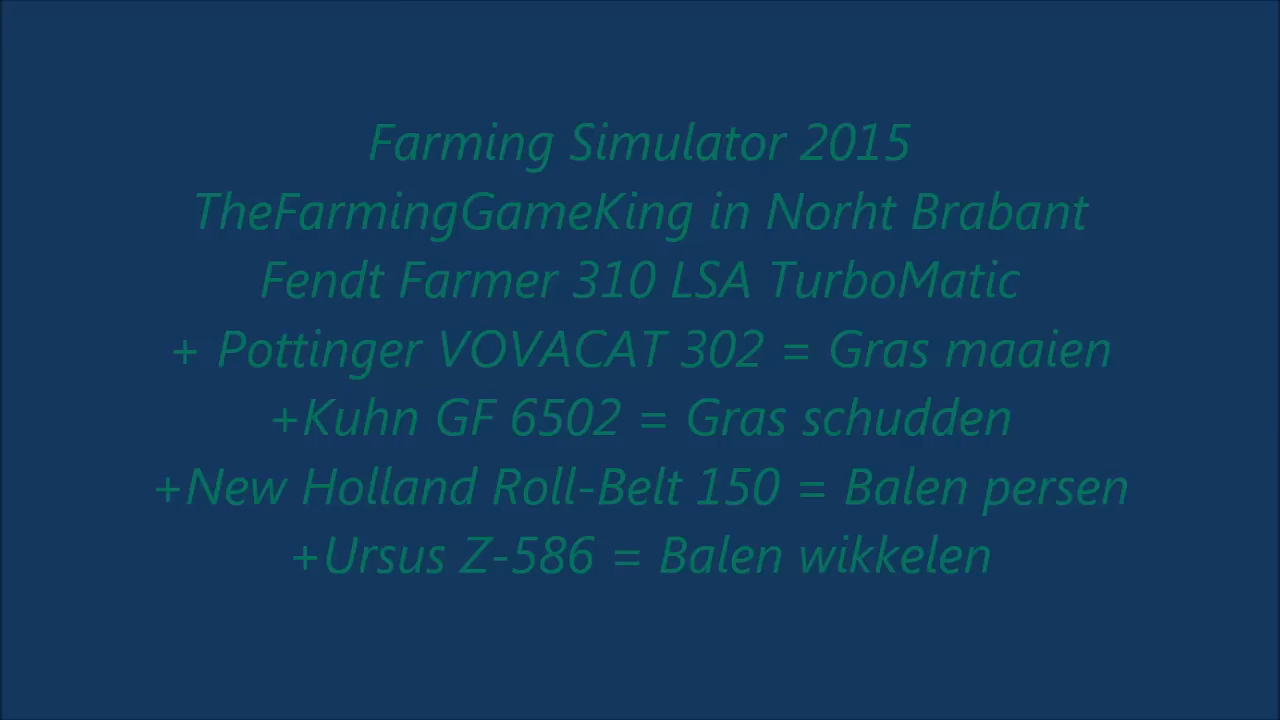 Farming Simulator 2015
TheFarmingGameKing in Norht Brabant
Fendt Farmer 310 LSA TurboMatic
+ Pottinger VOVACAT 302 = Gras maaien
+Kuhn GF 6502 = Gras schudden
+New Holland Roll-Belt 150 = Balen persen
+Ursus Z-586 = Balen wikkelen